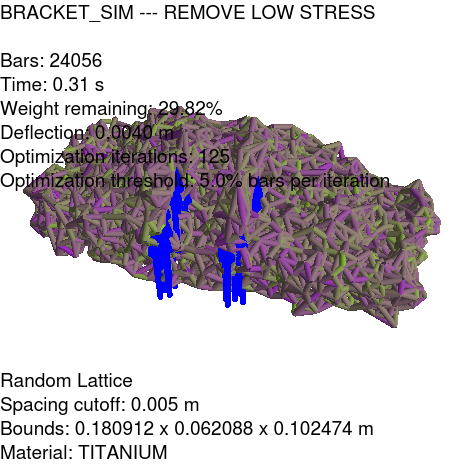 BRACKET_SIM --- REMOVE LOW STRESS
Bars: 24056
Time: 0.31 s
Weight remaining: 29.82%
Deflection: 0.0040 m
Optimization iterations: 125
Optimization threshold: 5.0% bars per iteration
Random Lattice
Spacing cutoff: 0.005 m
Bounds: 0.180912 x 0.062088 x 0.102474 m
Material: TITANIUM